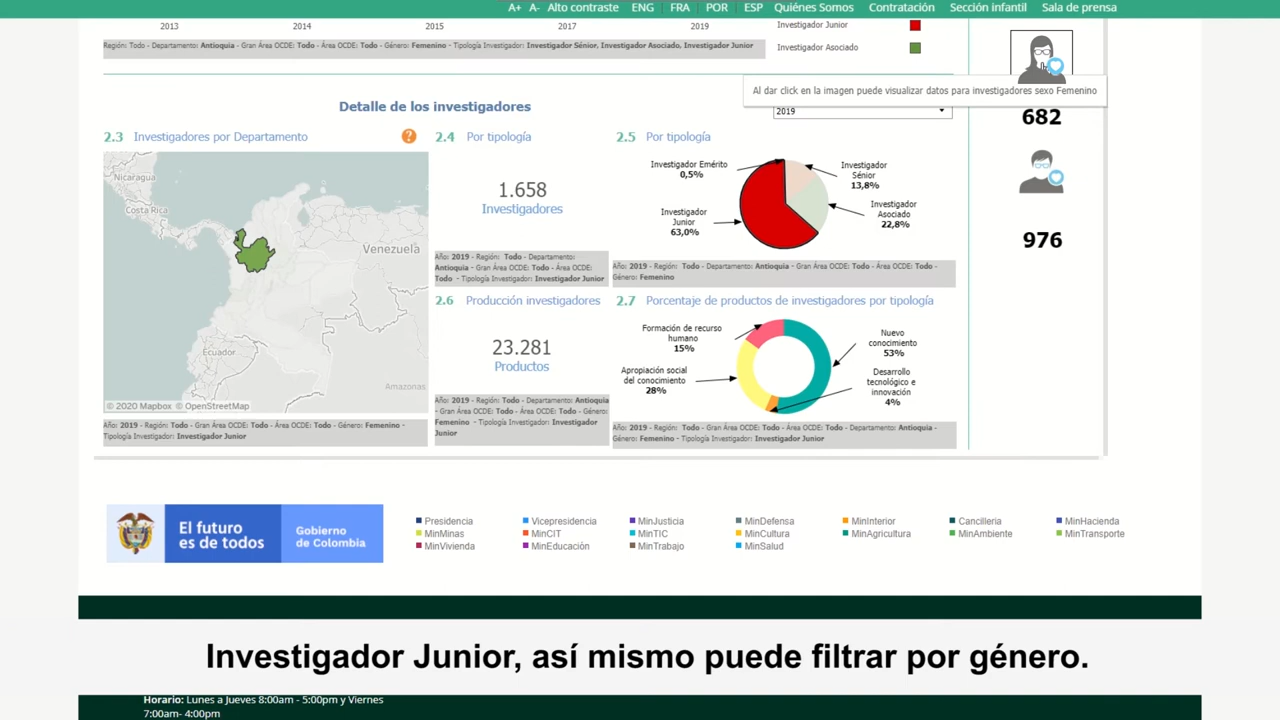 A+ A- Alto contraste ENG FRA POR ESP Quiénes Somos Contratación Sección infantil Sala de prensa
2013 2014 2015 2017 2019
Investigador Junior
Región: Todo - Departamento: Antioquia - Gran Área OCDE: Todo - Área OCDE: Todo - Género: Femenino - Tipología Investigador: Investigador Sénior, Investigador Asociado, Investigador Junior
Investigador Asociado
Al dar click en la imagen puede visualizar datos para investigadores sexo Femenino
Detalle de los investigadores
2019
682
2.3 Investigadores por Departamento
?
Nicaragua
Costa Rica
Venezuela
Ecuador
Amazonas
© 2020 Mapbox © OpenStreetMap
Año: 2019 - Región: Todo - Gran Área OCDE: Todo - Área OCDE: Todo - Género: Femenino -
Tipología Investigador: Investigador Junior
2.4 Por tipología
1.658
Investigadores
Año: 2019 - Región: Todo - Departamento:
Antioquia - Gran Área OCDE: Todo - Área OCDE:
Todo - Tipología Investigador: Investigador Junior
2.5 Por tipología
Investigador Emérito
0,5%
Investigador
Sénior
13,8%
Investigador
Junior
63,0%
Investigador
Asociado
22,8%
Año: 2019 - Región: Todo - Departamento: Antioquia - Gran Área OCDE: Todo - Área OCDE: Todo -
Género: Femenino
976
2.6 Producción investigadores
23.281
Productos
Año: 2019 - Región: Todo - Departamento: Antioquia
- Gran Área OCDE: Todo - Área OCDE: Todo - Género:
Femenino - Tipología Investigador: Investigador
Junior
2.7 Porcentaje de productos de investigadores por tipología
Formación de recurso
humano
15%
Nuevo
conocimiento
53%
Apropiación social
del conocimiento
28%
Desarrollo
tecnológico e
innovación
4%
Año: 2019 - Región: Todo - Gran Área OCDE: Todo - Área OCDE: Todo - Departamento: Antioquia -
Género: Femenino - Tipología Investigador: Investigador Junior
El futuro
es de todos
Gobierno
de Colombia
Presidencia Vicepresidencia MinJusticia MinDefensa MinInterior Cancilleria MinHacienda
MinMinas MinCIT MinTIC MinCultura MinAgricultura MinAmbiente MinTransporte
MinVivienda MinEducación MinTrabajo MinSalud
Investigador Junior, así mismo puede filtrar por género.
Horario: Lunes a Jueves 8:00am - 5:00pm y Viernes
7:00am- 4:00pm